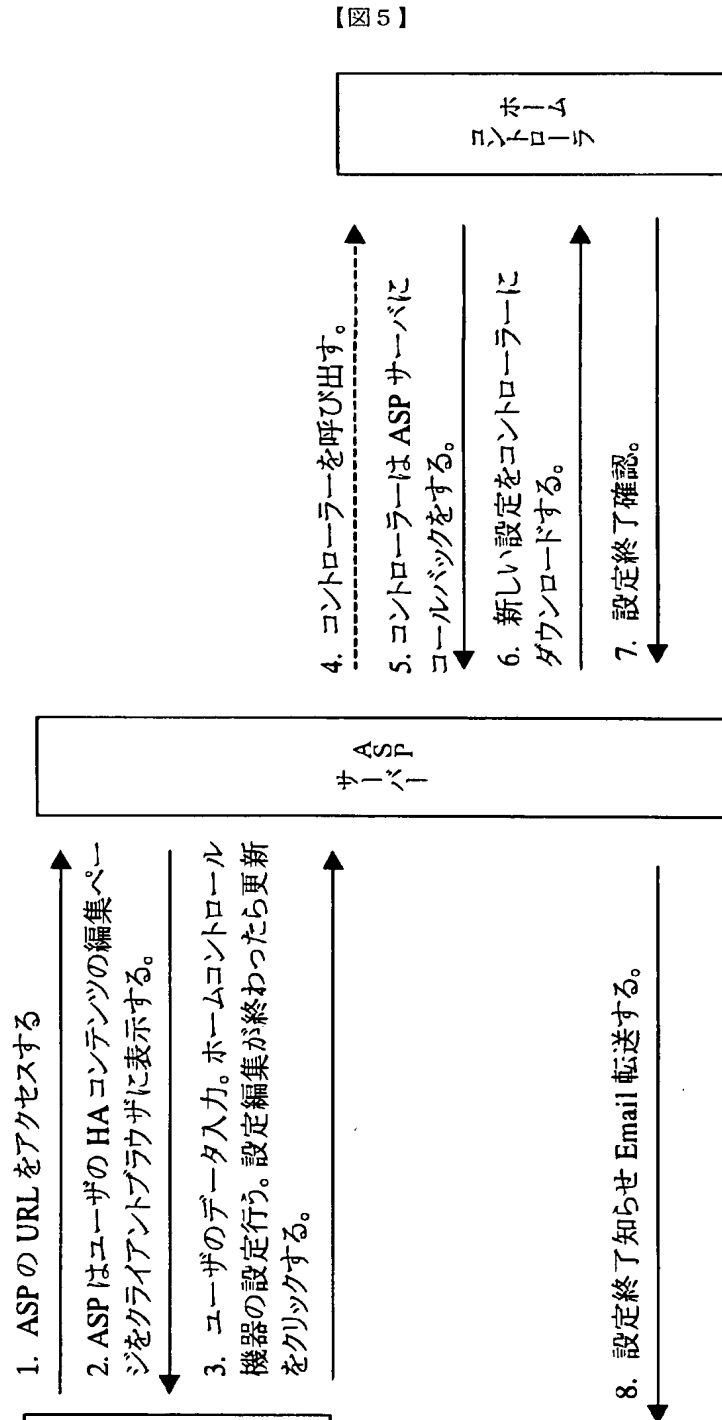 【図5】
1. ASP の URL をアクセスする
2. ASP はユーザの HA コンテンツの編集ペー
ジをクライアントブラウザに表示する。
3. ユーザのデータ入力。ホームコントロール
機器の設定行う。設定編集が終わったら更新
をクリックする。
ASP
サーバー
4. コントローラーを呼び出す。
5. コントローラーは ASP サーバに
コールバックをする。
6. 新しい設定をコントローラーに
ダウンロードする。
7. 設定終了確認。
ホーム
コントローラ
8. 設定終了知らせ Email 転送する。